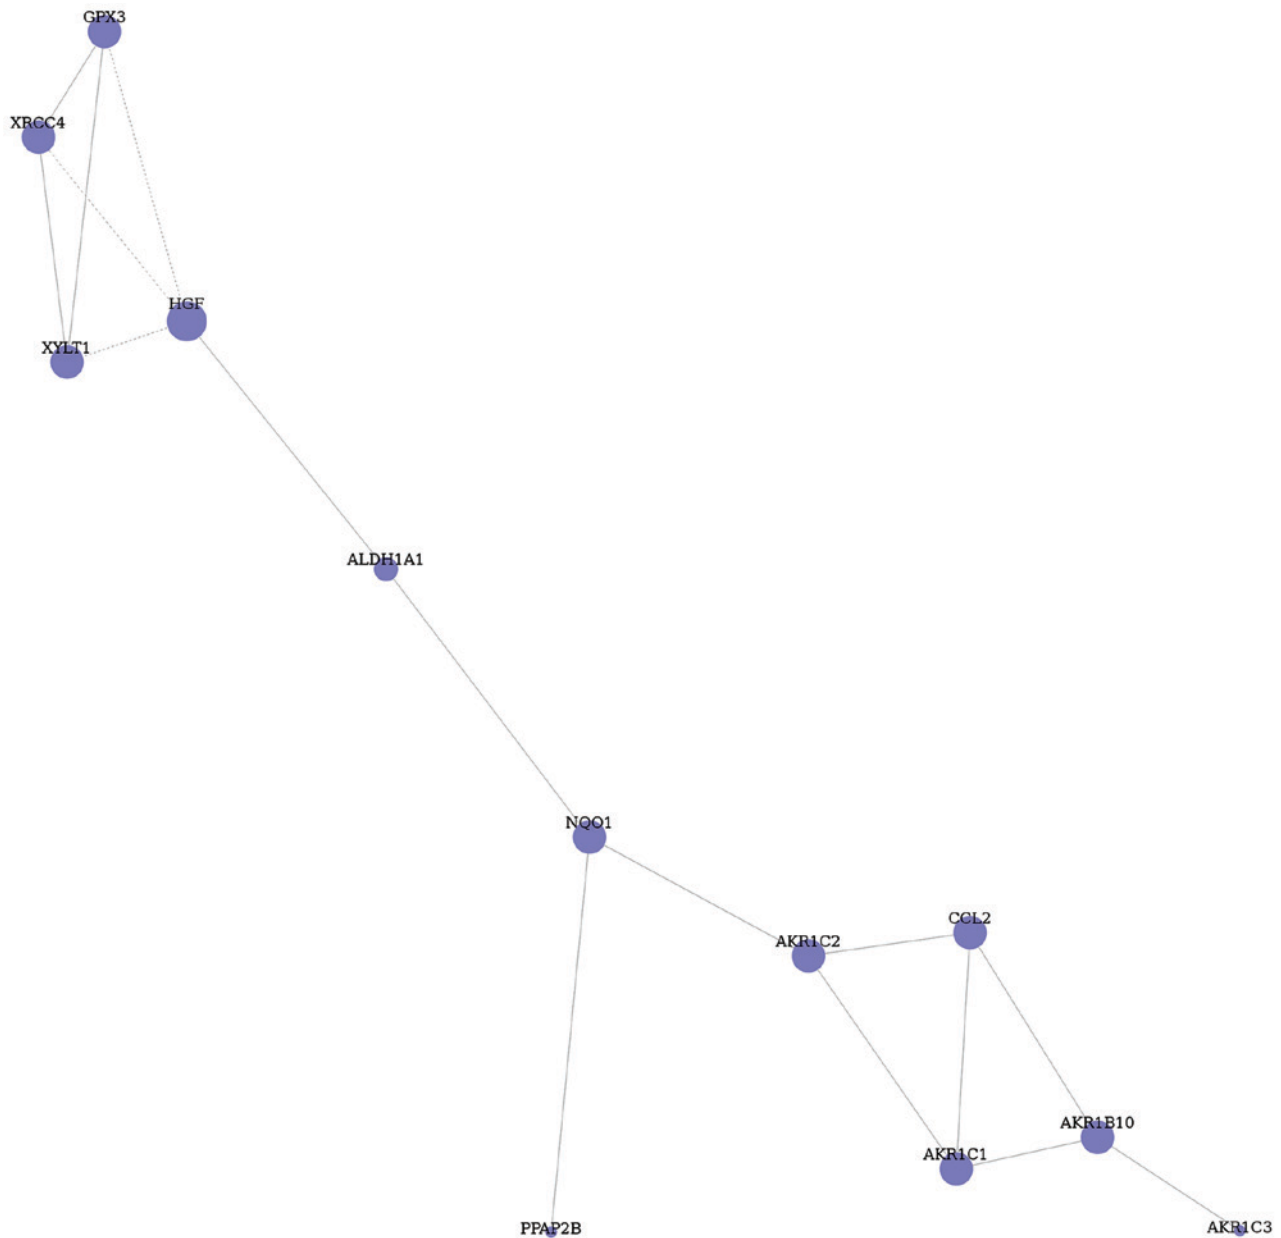 GPX3
XRCC4
HGF
XYLT1
ALDH1A1
NQO1
CCL2
AKR1C2
AKR1B10
AKR1C1
PPAP2B
AKR1C3